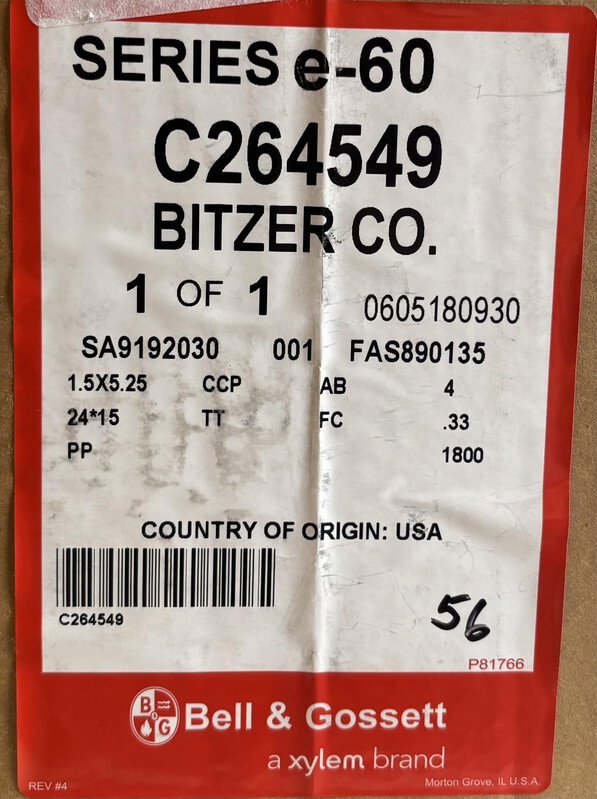 SERIES e-60
C264549
BITZER CO.
1 OF 1 0605180930
SA9192030 001 FAS890135
1.5X5.25 CCP AB 4
24*15 TT FC .33
PP 1800
COUNTRY OF ORIGIN: USA
C264549
56
P81766
B G Bell & Gossett
a xylem brand
REV #4 Morton Grove, IL U.S.A.